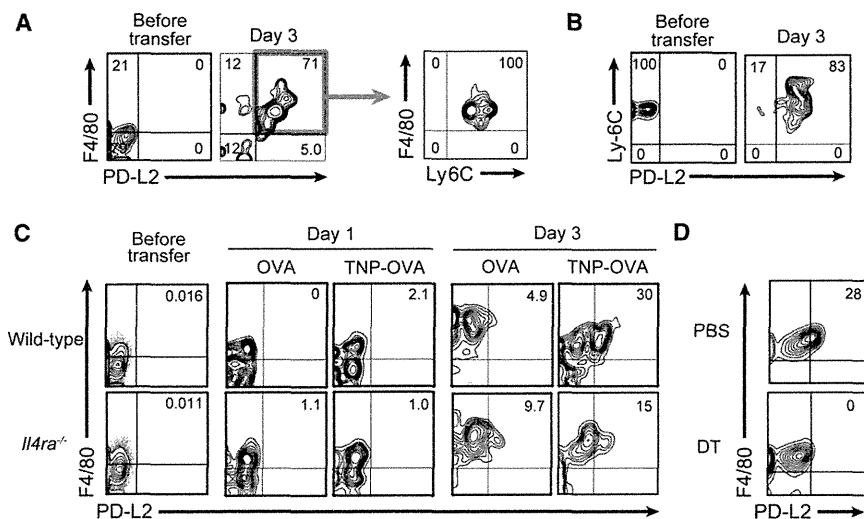 A
Before
transfer
Day 3
21
0
12
71
0
100
F4/80
F4/80
0
12
5.0
0
0
PD-L2
Ly6C
B
Before
transfer
Day 3
100
0
17
83
Ly-6C
0
0
0
0
PD-L2
C
Before
transfer
Day 1
Day 3
OVA
TNP-OVA
OVA
TNP-OVA
Wild-type
0.016
0
2.1
4.9
30
Il4ra-/-
0.011
1.1
1.0
9.7
15
F4/80
PD-L2
D
PBS
28
DT
0
F4/80
PD-L2